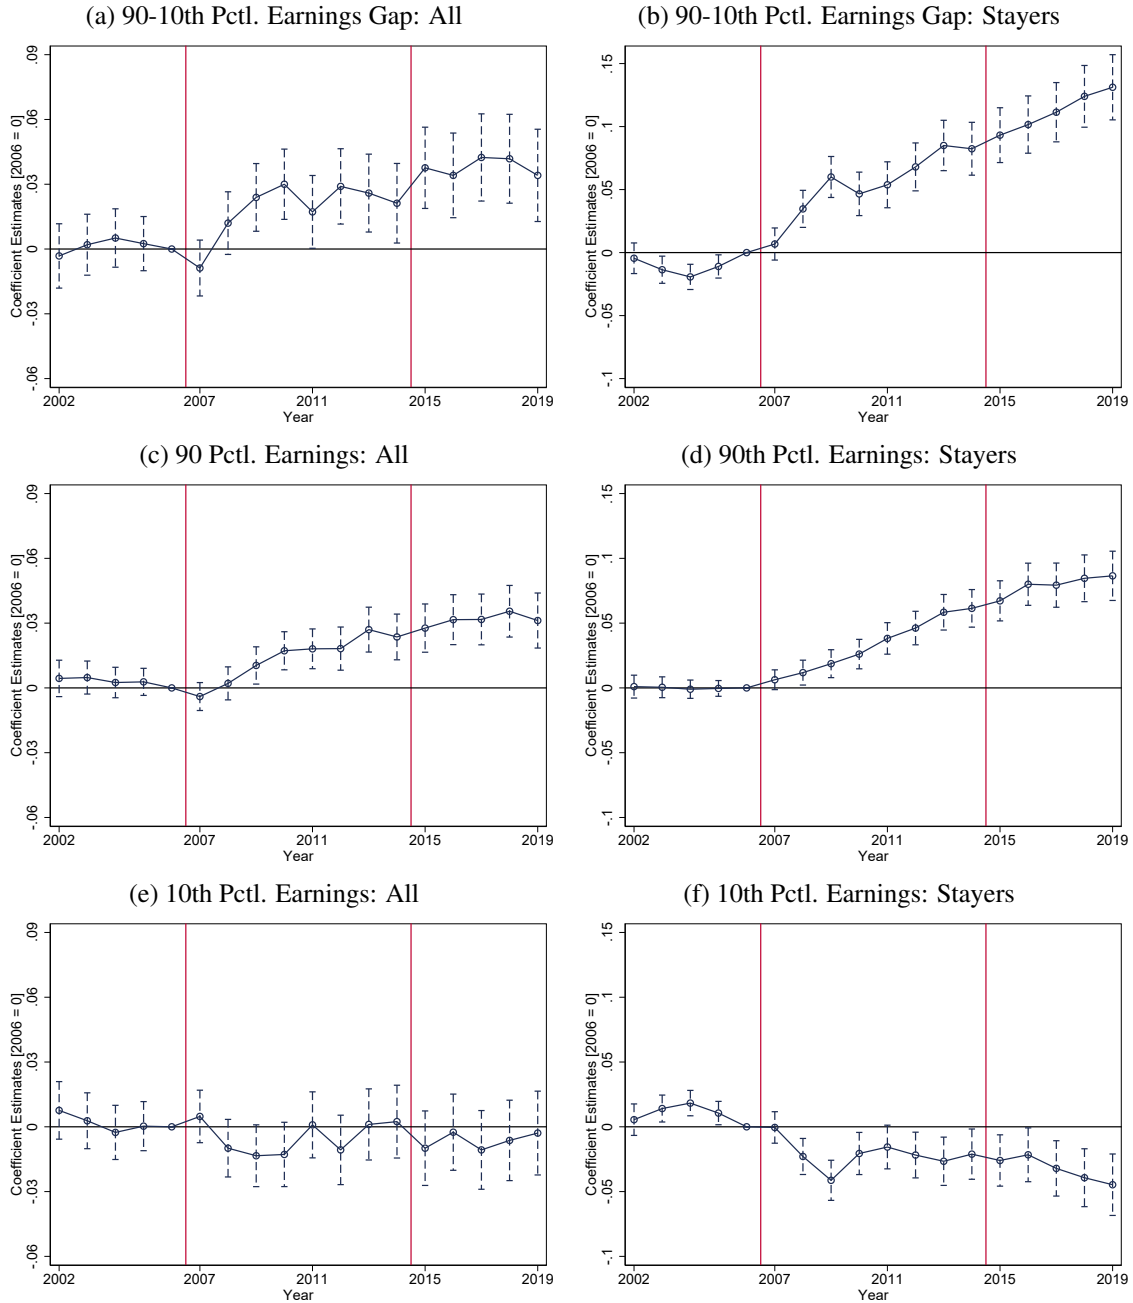 (a) 90-10th Pctl. Earnings Gap: All
Coefficient Estimates [2006 = 0]
.09
.06
.03
0
-.03
-.06
2002 2007 2011 2015 2019
Year
(b) 90-10th Pctl. Earnings Gap: Stayers
Coefficient Estimates [2006 = 0]
.15
.1
.05
0
-.05
-.1
2002 2007 2011 2015 2019
Year
(c) 90 Pctl. Earnings: All
Coefficient Estimates [2006 = 0]
.09
.06
.03
0
-.03
-.06
2002 2007 2011 2015 2019
Year
(d) 90th Pctl. Earnings: Stayers
Coefficient Estimates [2006 = 0]
.15
.1
.05
0
-.05
-.1
2002 2007 2011 2015 2019
Year
(e) 10th Pctl. Earnings: All
Coefficient Estimates [2006 = 0]
.09
.06
.03
0
-.03
-.06
2002 2007 2011 2015 2019
Year
(f) 10th Pctl. Earnings: Stayers
Coefficient Estimates [2006 = 0]
.15
.1
.05
0
-.05
-.1
2002 2007 2011 2015 2019
Year